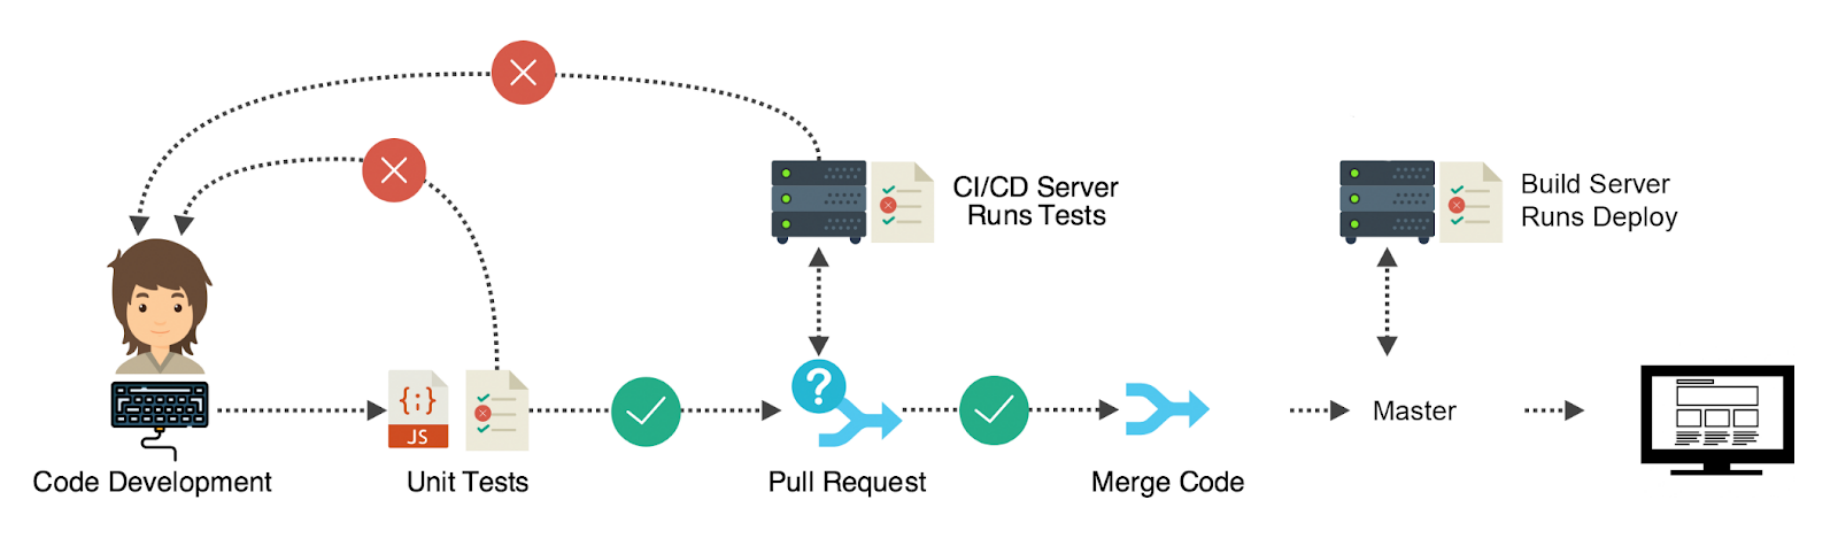 CI/CD Server
Runs Tests
Build Server
Runs Deploy
?
{;}
JS
Master
Code Development
Unit Tests
Pull Request
Merge Code